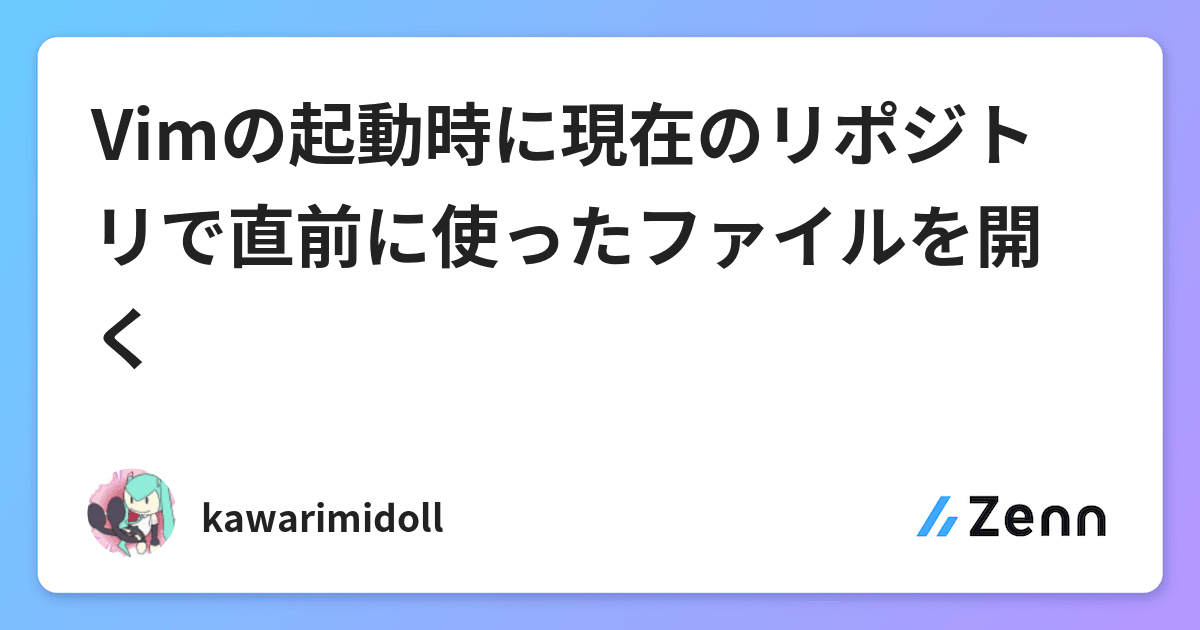 Vimの起動時に現在のリポジト
リで直前に使ったファイルを開
く
kawarimidoll
Zenn